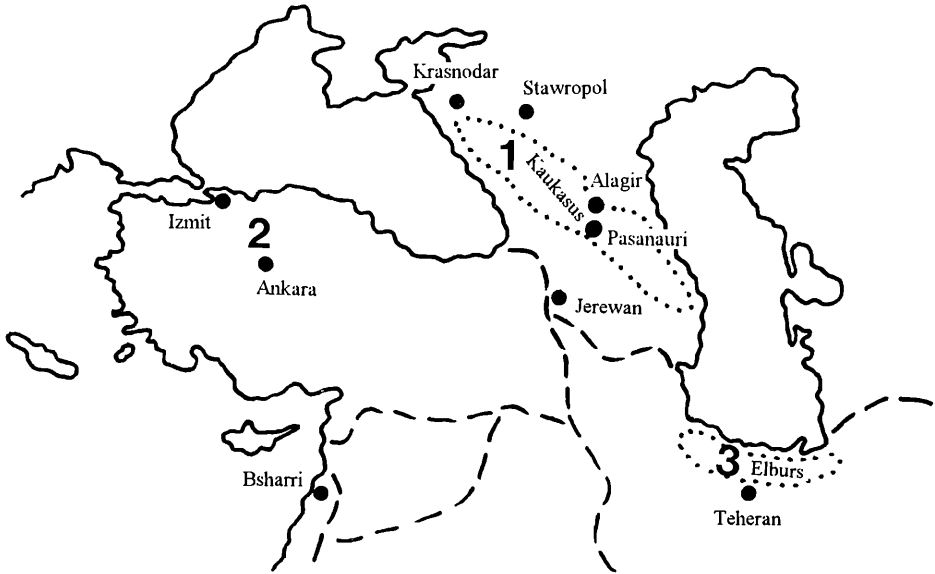 Krasnodar
Stawropol
1
Kaukasus
Alagir
Izmit
2
Pasanauri
Ankara
Jerewan
3
Elburs
Bsharri
Teheran